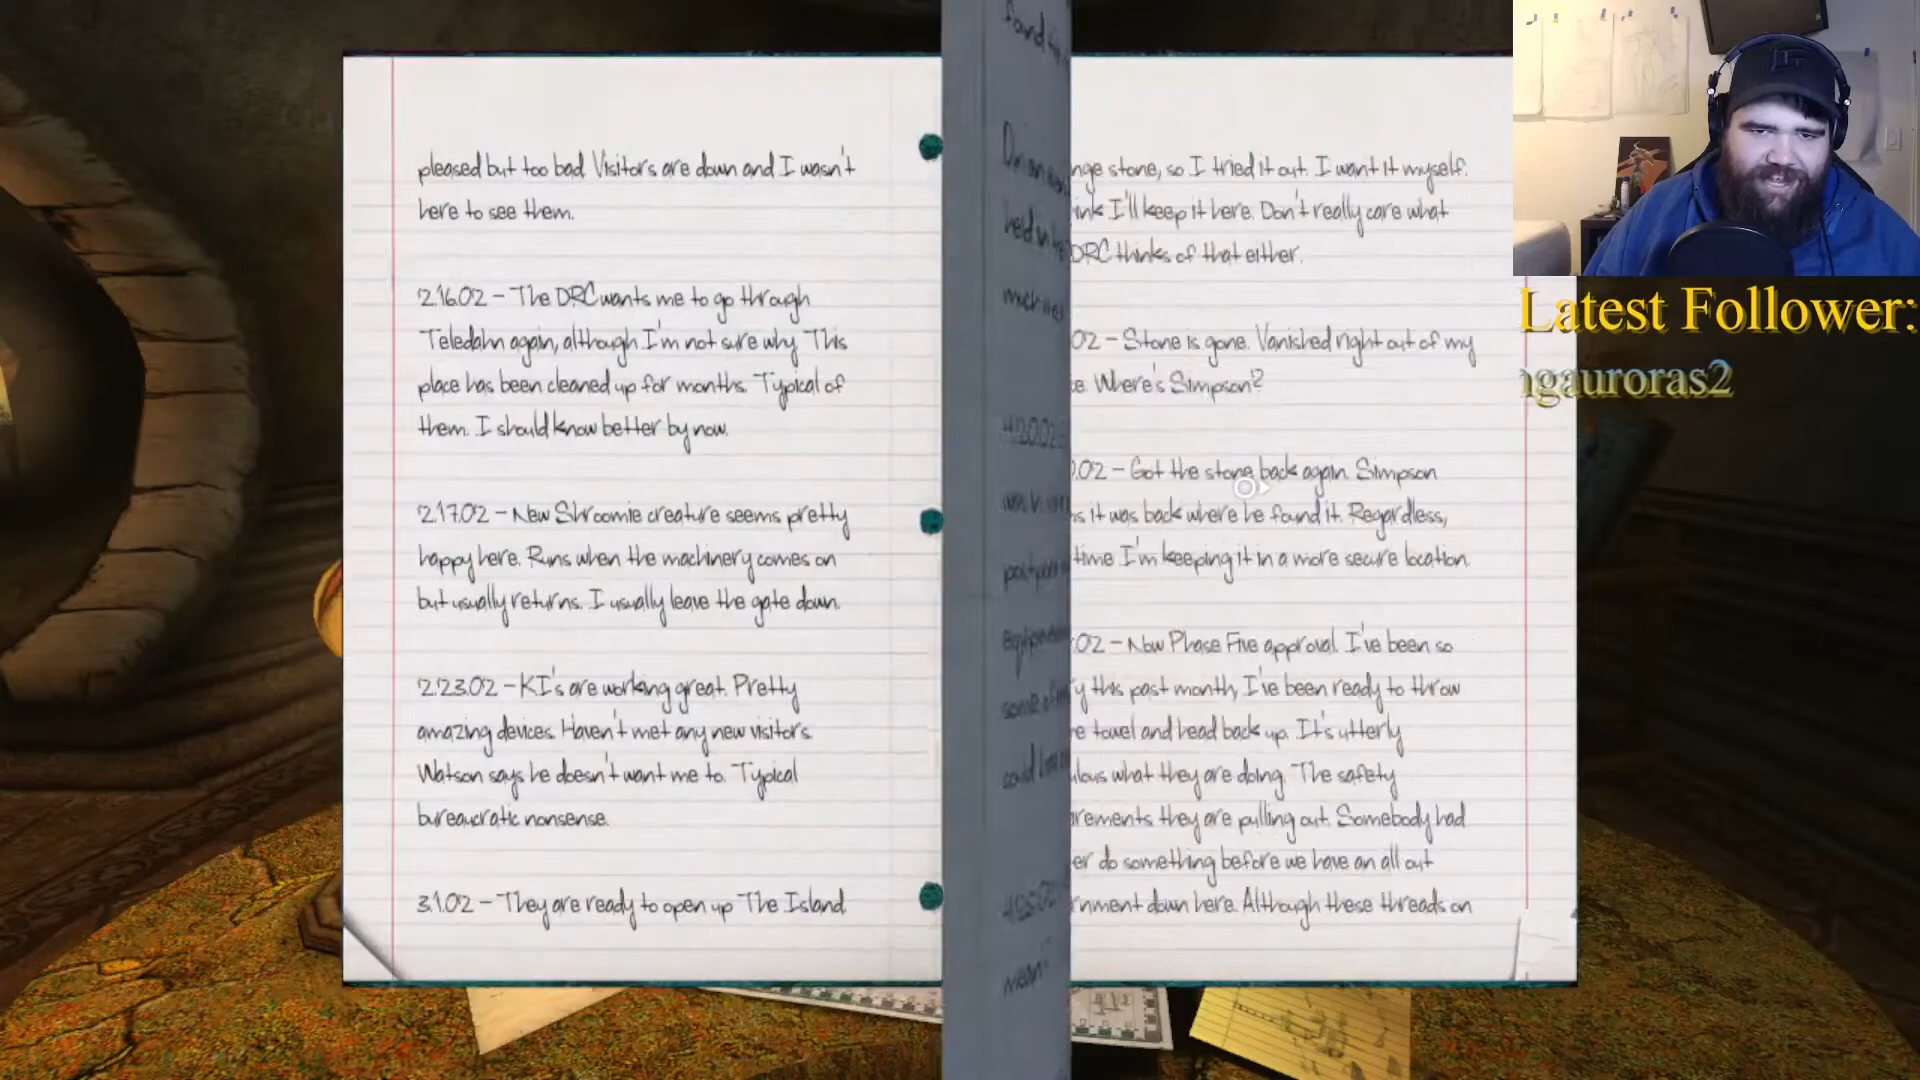 pleased but too bad. Visitors are down and I wasn't
here to see them.
2.16.02 - The DRC wants me to go through
Teledahn again, although I'm not sure why. This
place has been cleaned up for months. Typical of
them. I should know better by now.
2.17.02 - New Shroomie creature seems pretty
happy here. Runs when the machinery comes on
but usually returns. I usually leave the gate down.
2.23.02 - KI's are working great. Pretty
amazing devices. Haven't met any new visitors.
Watson says he doesn't want me to. Typical
bureaucratic nonsense.
3.1.02 - They are ready to open up The Island.
found
nge stone, so I tried it out. I want it myself.
ink I'll keep it here. Don't really care what
DRC thinks of that either.
02 - Stone is gone. Vanished right out of my
e. Where's Simpson?
.02 - Got the stone back again. Simpson
ns it was back where he found it. Regardless,
time I'm keeping it in a more secure location.
.02 - Now Phase Five approval. I've been so
y this past month, I've been ready to throw
e towel and head back up. It's utterly
ulous what they are doing. The safety
rements they are pulling out. Somebody had
er do something before we have an all out
rnment down here. Although these threads on
Latest Follower:
ngauroras2